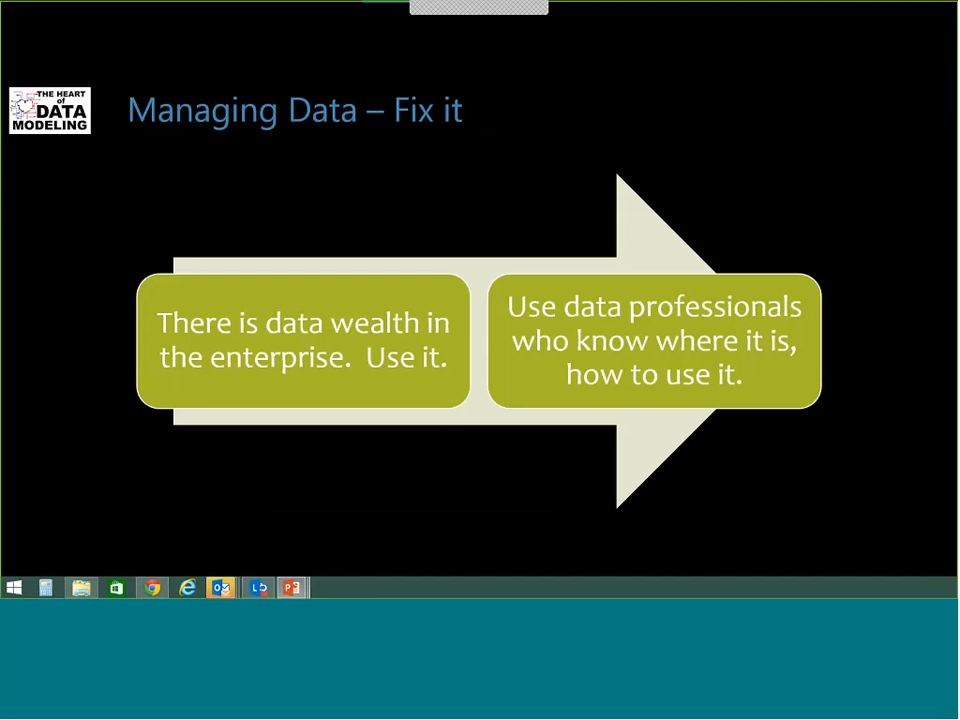 THE HEART
of
DATA
MODELING
Managing Data – Fix it
There is data wealth in
the enterprise.  Use it.
Use data professionals
who know where it is,
how to use it.